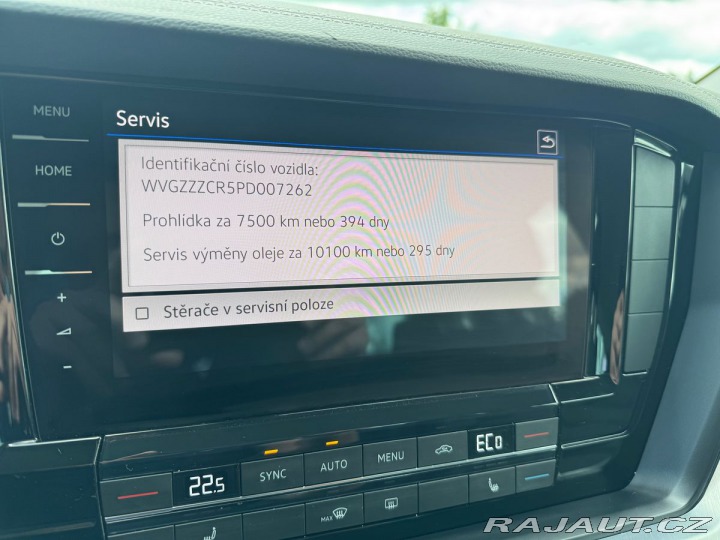 MENU
HOME
+
-
Servis
Identifikační číslo vozidla:
WVGZZZCR5PD007262
Prohlídka za 7500 km nebo 394 dny
Servis výměny oleje za 10100 km nebo 295 dny
Stěrače v servisní poloze
22.5
SYNC
AUTO
MENU
ECO
MAX
RAJAUT.CZ